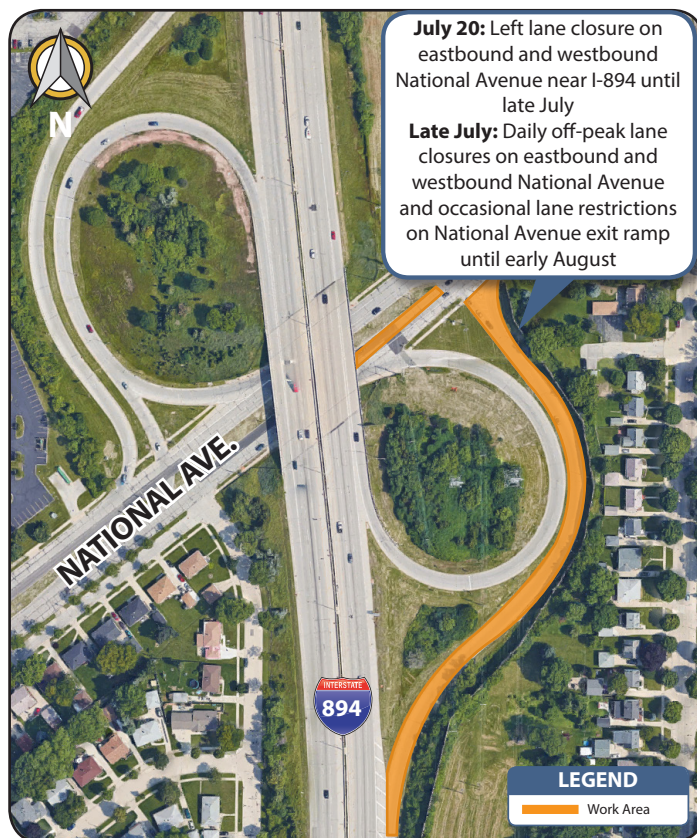 N
July 20: Left lane closure on
eastbound and westbound
National Avenue near I-894 until
late July
Late July: Daily off-peak lane
closures on eastbound and
westbound National Avenue
and occasional lane restrictions
on National Avenue exit ramp
until early August
NATIONAL AVE.
INTERSTATE
894
LEGEND
Work Area